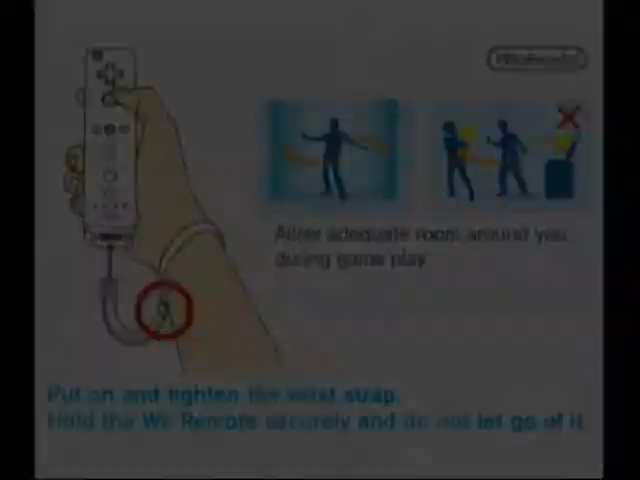 Nintendo
Allow adequate room around you
during game play.
Put on and tighten the wrist strap.
Hold the Wii Remote securely and do not let go of it.